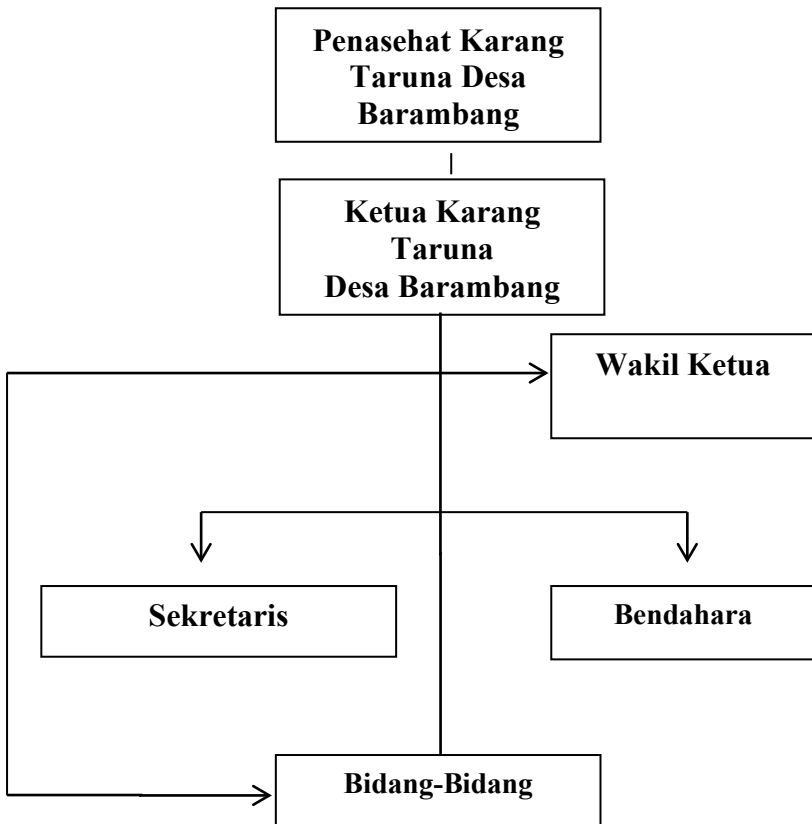 Penasehat Karang
Taruna Desa
Barambang
Ketua Karang
Taruna
Desa Barambang
Wakil Ketua
Sekretaris
Bendahara
Bidang-Bidang